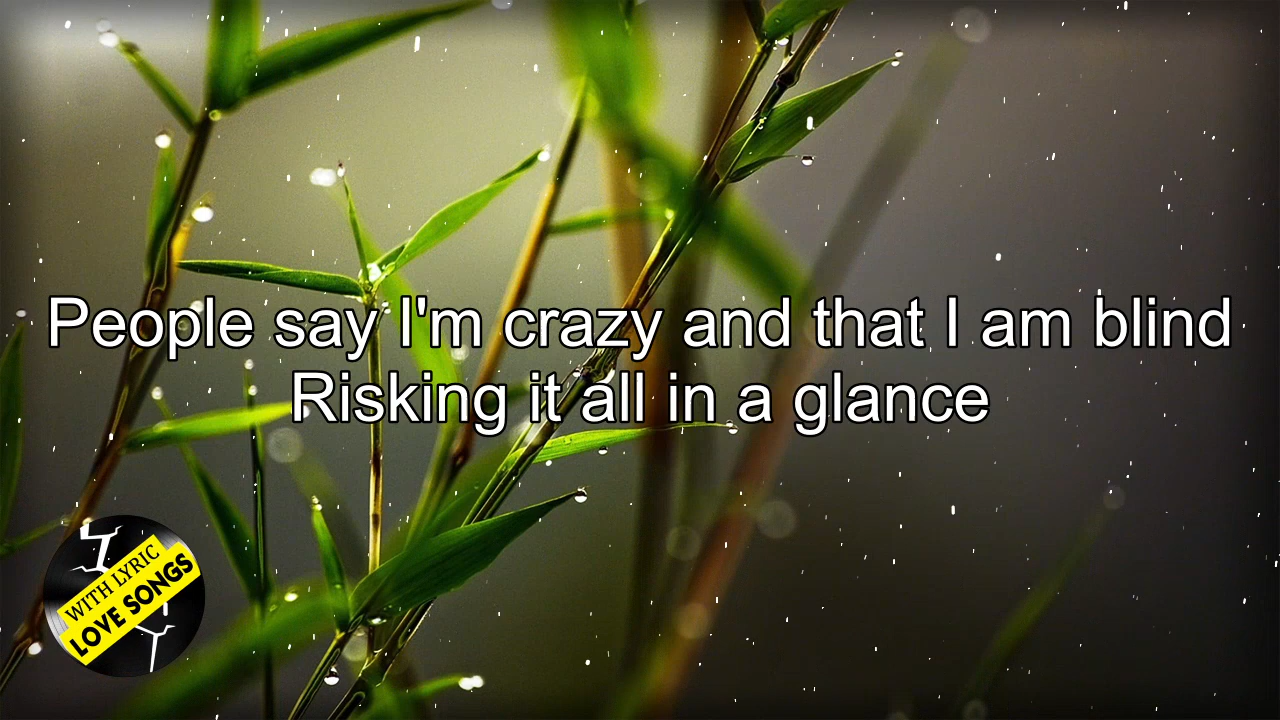 People say I'm crazy and that I am blind
Risking it all in a glance
WITH LYRIC
LOVE SONGS